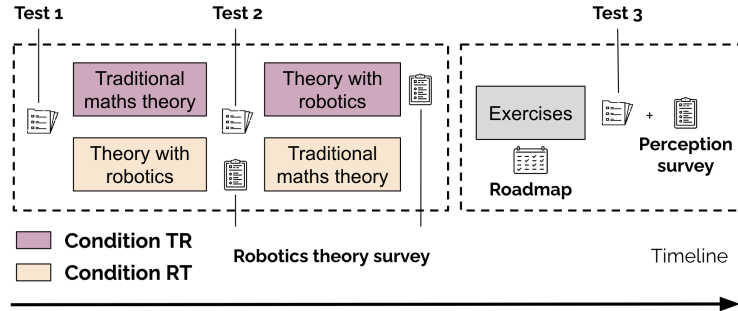 Test 1
Test 2
Test 3
Traditional
maths theory
Theory with
robotics
Theory with
robotics
Traditional
maths theory
Exercises
+
Roadmap
Perception
survey
Condition TR
Condition RT
Robotics theory survey
Timeline